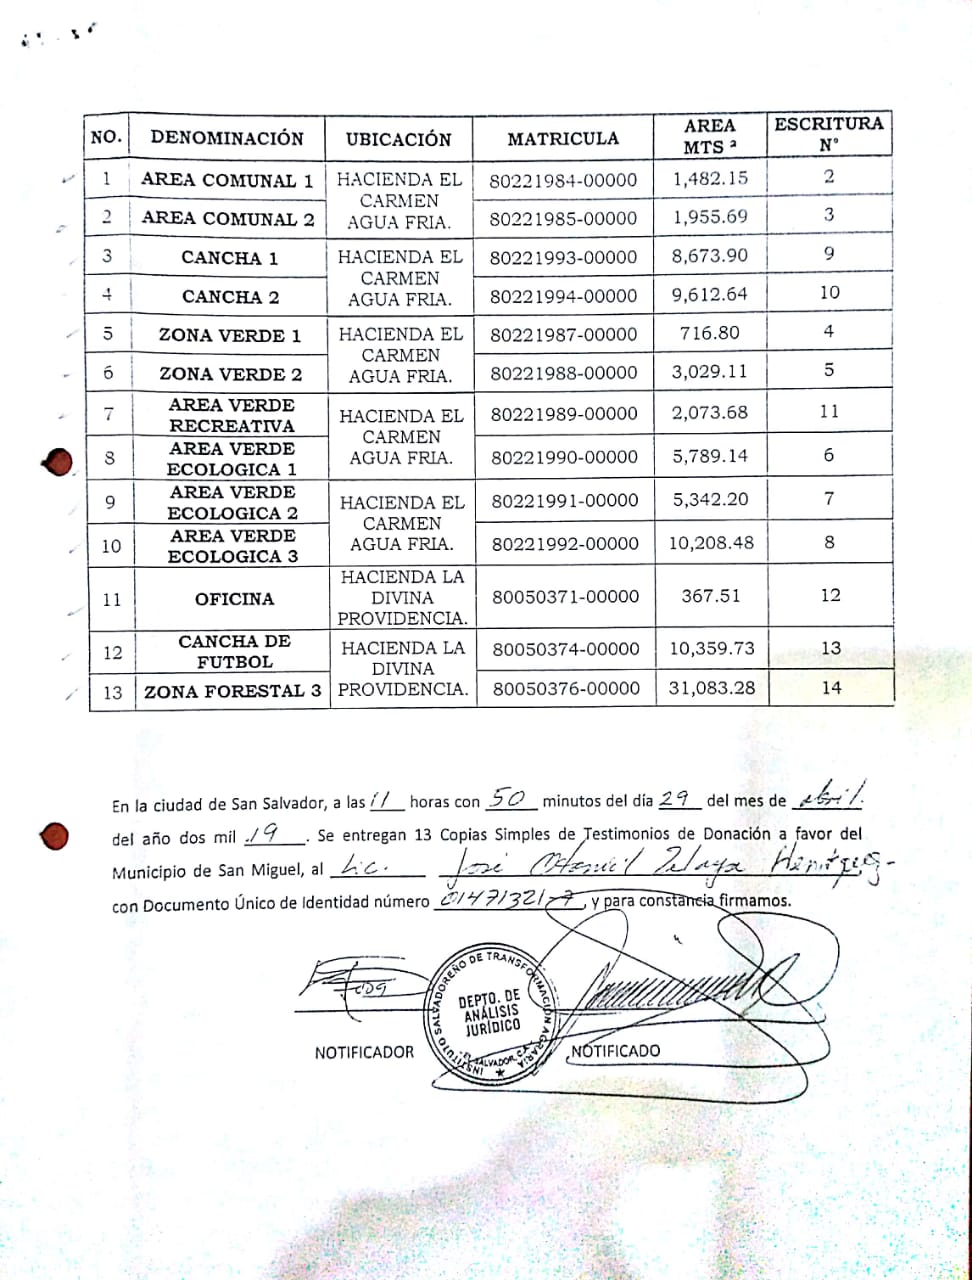 NO. DENOMINACIÓN UBICACIÓN MATRICULA AREA MTS ² ESCRITURA N°
1 AREA COMUNAL 1 HACIENDA EL CARMEN AGUA FRIA. 80221984-00000 1,482.15 2
2 AREA COMUNAL 2 80221985-00000 1,955.69 3
3 CANCHA 1 HACIENDA EL CARMEN AGUA FRIA. 80221993-00000 8,673.90 9
4 CANCHA 2 80221994-00000 9,612.64 10
5 ZONA VERDE 1 HACIENDA EL CARMEN AGUA FRIA. 80221987-00000 716.80 4
6 ZONA VERDE 2 80221988-00000 3,029.11 5
7 AREA VERDE RECREATIVA HACIENDA EL CARMEN AGUA FRIA. 80221989-00000 2,073.68 11
8 AREA VERDE ECOLOGICA 1 80221990-00000 5,789.14 6
9 AREA VERDE ECOLOGICA 2 HACIENDA EL CARMEN AGUA FRIA. 80221991-00000 5,342.20 7
10 AREA VERDE ECOLOGICA 3 80221992-00000 10,208.48 8
11 OFICINA HACIENDA LA DIVINA PROVIDENCIA. 80050371-00000 367.51 12
12 CANCHA DE FUTBOL HACIENDA LA DIVINA PROVIDENCIA. 80050374-00000 10,359.73 13
13 ZONA FORESTAL 3 80050376-00000 31,083.28 14
En la ciudad de San Salvador, a las 11 horas con 50 minutos del día 29 del mes de abril.
del año dos mil 19. Se entregan 13 Copias Simples de Testimonios de Donación a favor del
Municipio de San Miguel, al Lic. José Zelaya
con Documento Único de Identidad número 01471321-7, y para constancia firmamos.
INSTITUTO SALVADOREÑO DE TRANSFORMACIÓN AGRARIA
DEPTO. DE
ANÁLISIS
JURÍDICO
EL SALVADOR, C.A.
NOTIFICADOR NOTIFICADO